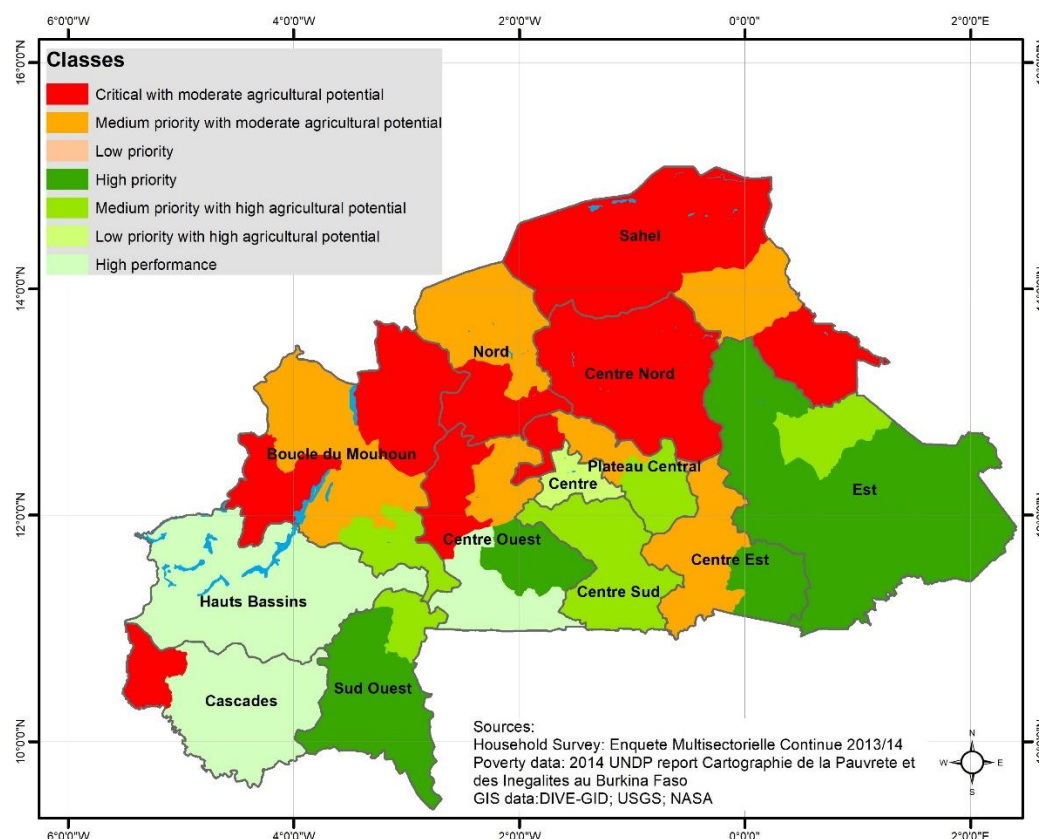 6°0'0"W 4°0'0"W 2°0'0"W 0°0'0" 2°0'0"E
16°0'0"N
Classes
Critical with moderate agricultural potential
Medium priority with moderate agricultural potential
Low priority
High priority
Medium priority with high agricultural potential
Low priority with high agricultural potential
High performance
Sahel
14°0'0"N
Nord
Centre Nord
Boucle du Mouhoun
Plateau Central
Centre
Est
12°0'0"N
Centre Ouest
Centre Est
Hauts Bassins
Centre Sud
Sud Ouest
Cascades
10°0'0"N
Sources:
Household Survey: Enquete Multisectorielle Continue 2013/14
Poverty data: 2014 UNDP report Cartographie de la Pauvrete et
des Inegalites au Burkina Faso
GIS data:DIVE-GID; USGS; NASA
N
W E
S
6°0'0"W 4°0'0"W 2°0'0"W 0°0'0" 2°0'0"E